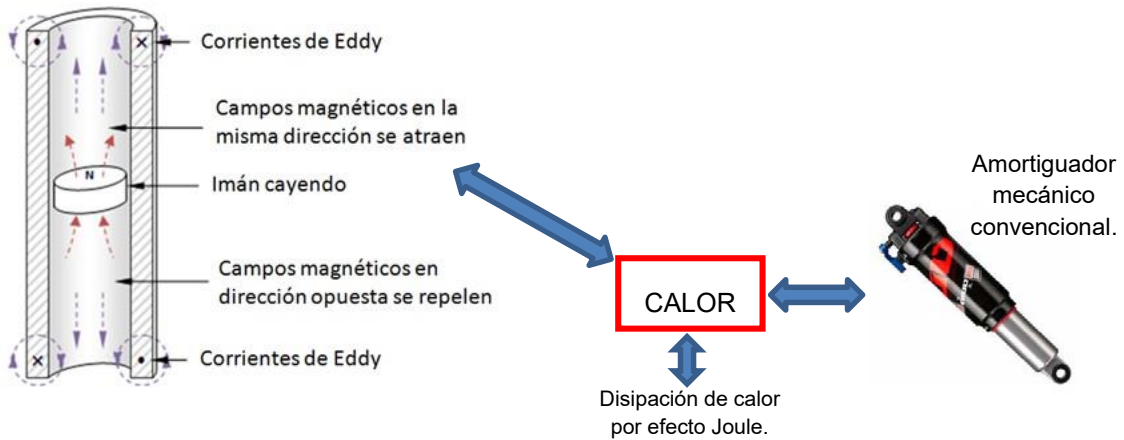 Corrientes de Eddy
Campos magnéticos en la
misma dirección se atraen
N
Imán cayendo
Campos magnéticos en
dirección opuesta se repelen
Corrientes de Eddy
CALOR
Disipación de calor
por efecto Joule.
Amortiguador
mecánico
convencional.